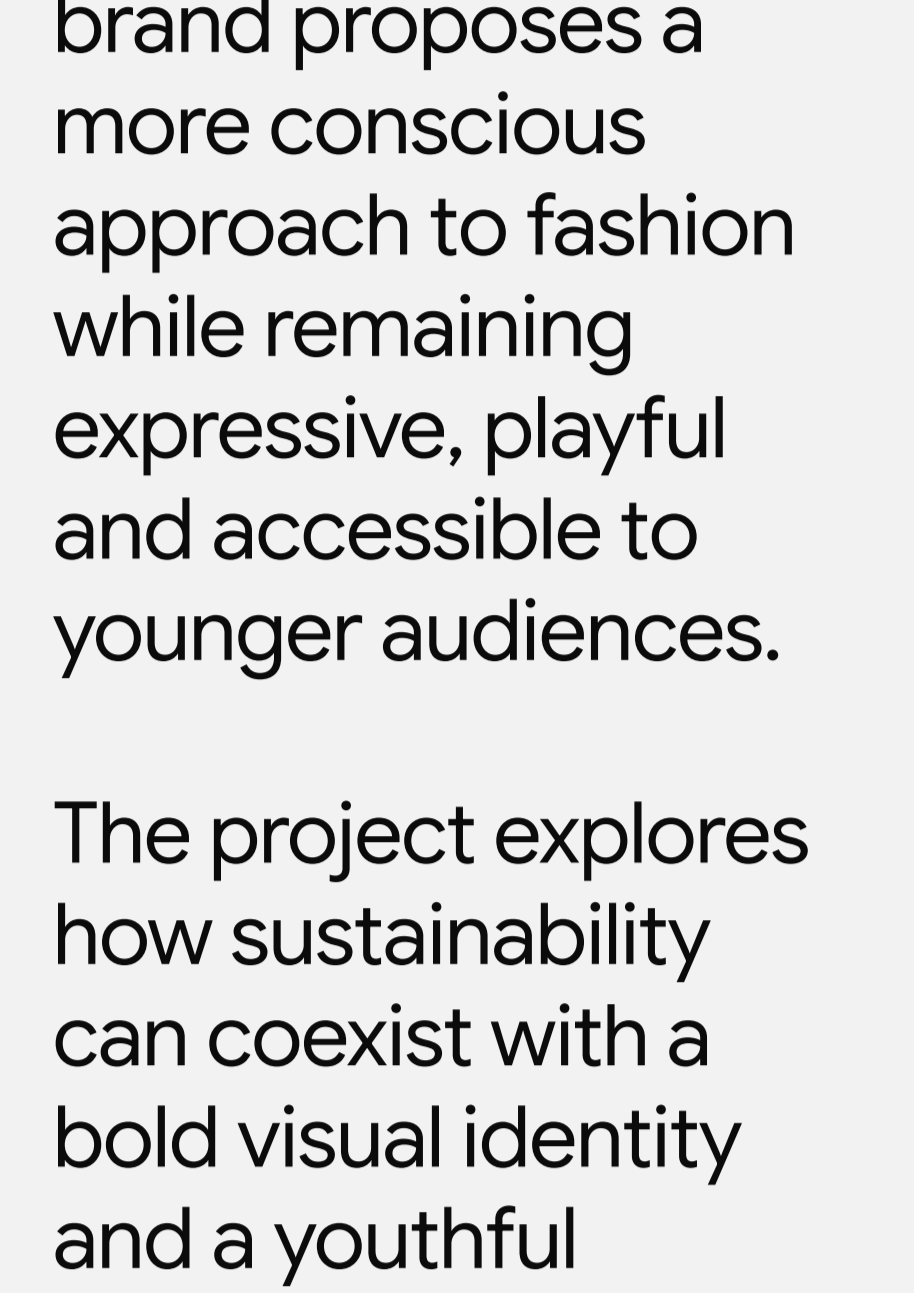 brand proposes a
more conscious
approach to fashion
while remaining
expressive, playful
and accessible to
younger audiences.
The project explores
how sustainability
can coexist with a
bold visual identity
and a youthful